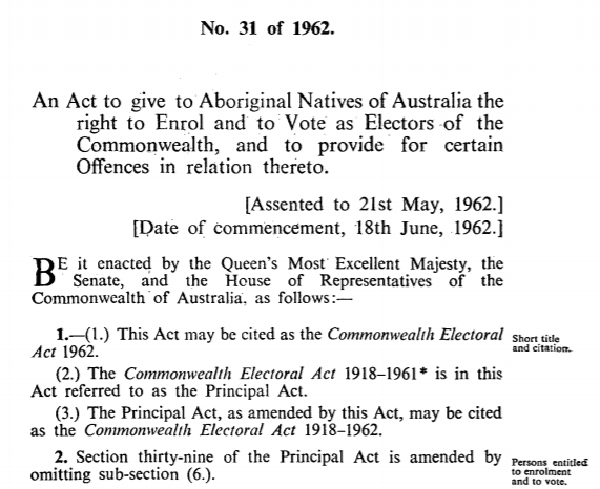 No. 31 of 1962.
An Act to give to Aboriginal Natives of Australia the
right to Enrol and to Vote as Electors of the
Commonwealth, and to provide for certain
Offences in relation thereto.
[Assented to 21st May, 1962.]
[Date of commencement, 18th June, 1962.]
BE it enacted by the Queen's Most Excellent Majesty, the
Senate, and the House of Representatives of the
Commonwealth of Australia, as follows:—
1.—(1.) This Act may be cited as the Commonwealth Electoral
Act 1962.
Short title
and citation.
(2.) The Commonwealth Electoral Act 1918–1961* is in this
Act referred to as the Principal Act.
(3.) The Principal Act, as amended by this Act, may be cited
as the Commonwealth Electoral Act 1918–1962.
2. Section thirty-nine of the Principal Act is amended by
omitting sub-section (6.).
Persons entitled
to enrolment
and to vote.